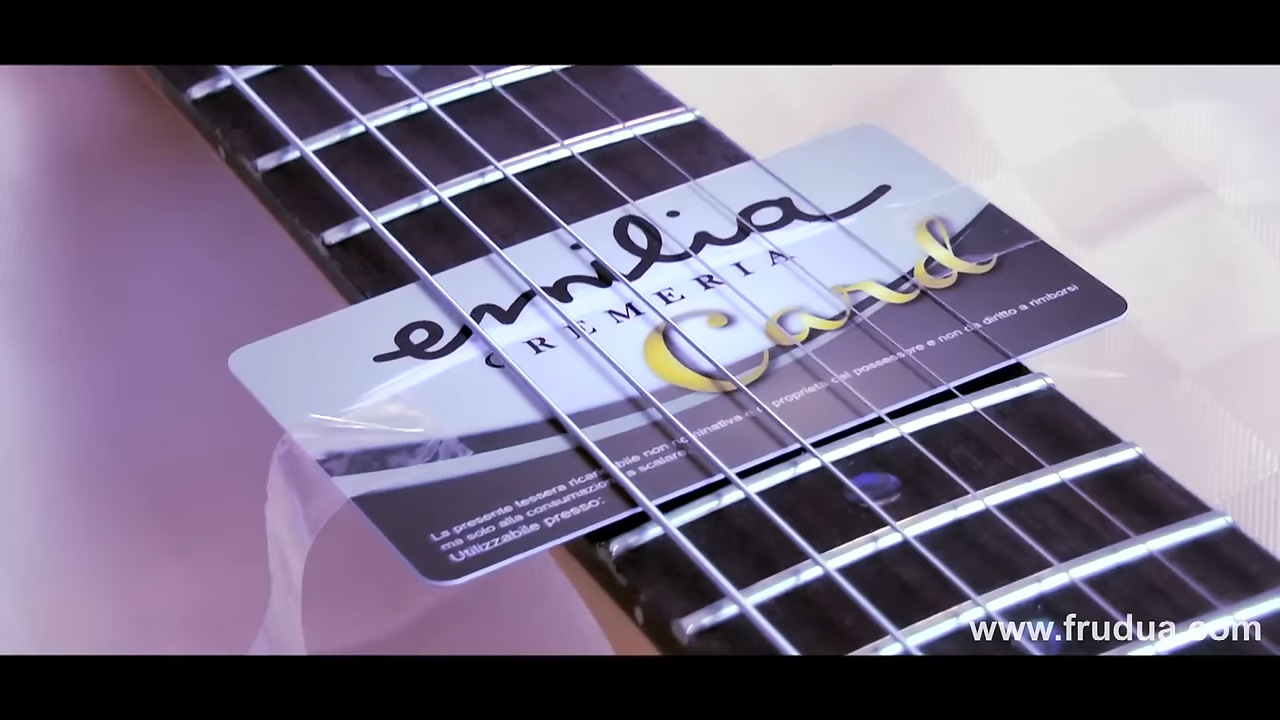 emilia
CREMERIA
Card
La presente tessera ricaricabile non nominativa è di proprietà del possessore e non dà diritto a rimborsi
ma solo alla consumazione a scalare.
Utilizzabile presso:
www.frudua.com